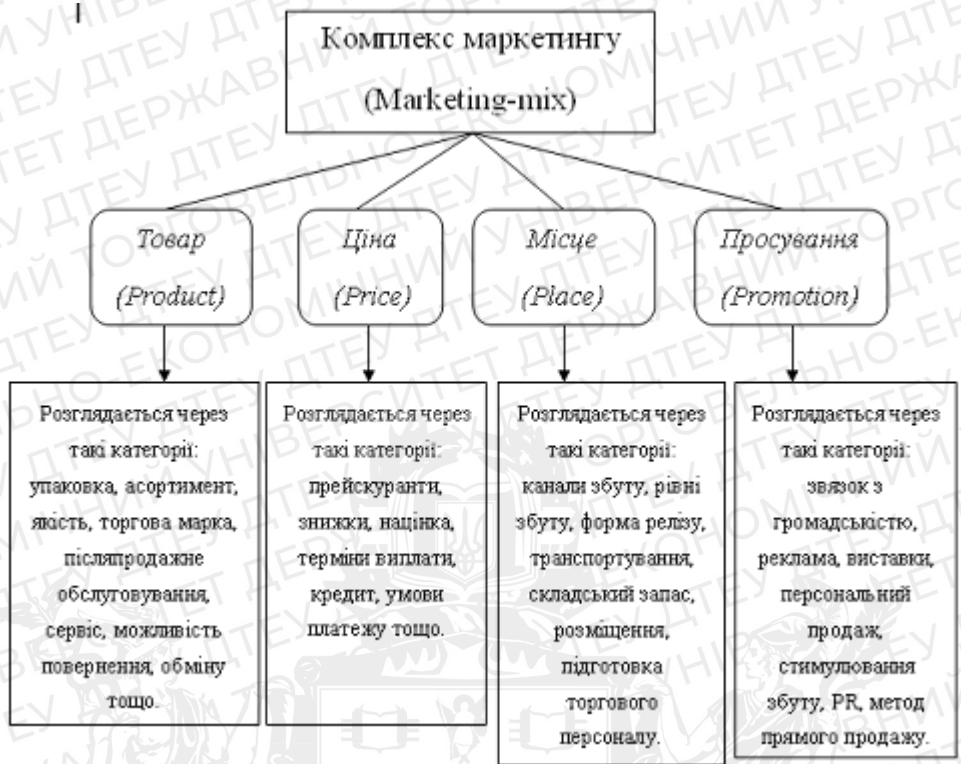 Комплекс маркетингу
(Marketing-mix)
Товар
(Product)
Ціна
(Price)
Місце
(Place)
Просування
(Promotion)
Розглядається через
такі категорії:
упаковка, асортимент,
якість, торгова марка,
післяпродажне
обслуговування,
сервіс, можливість
повернення, обміну
тощо.
Розглядається через
такі категорії:
прейскуранти,
знижки, націнка,
терміни виплати,
кредит, умови
платежу тощо.
Розглядається через
такі категорії:
канали збуту, рівні
збуту, форма релізу,
транспортування,
складський запас,
розміщення,
підготовка
торгового
персоналу.
Розглядається через
такі категорії:
звязок з
громадськістю,
реклама, виставки,
персональний
продаж,
стимулювання
збуту, PR, метод
прямого продажу.